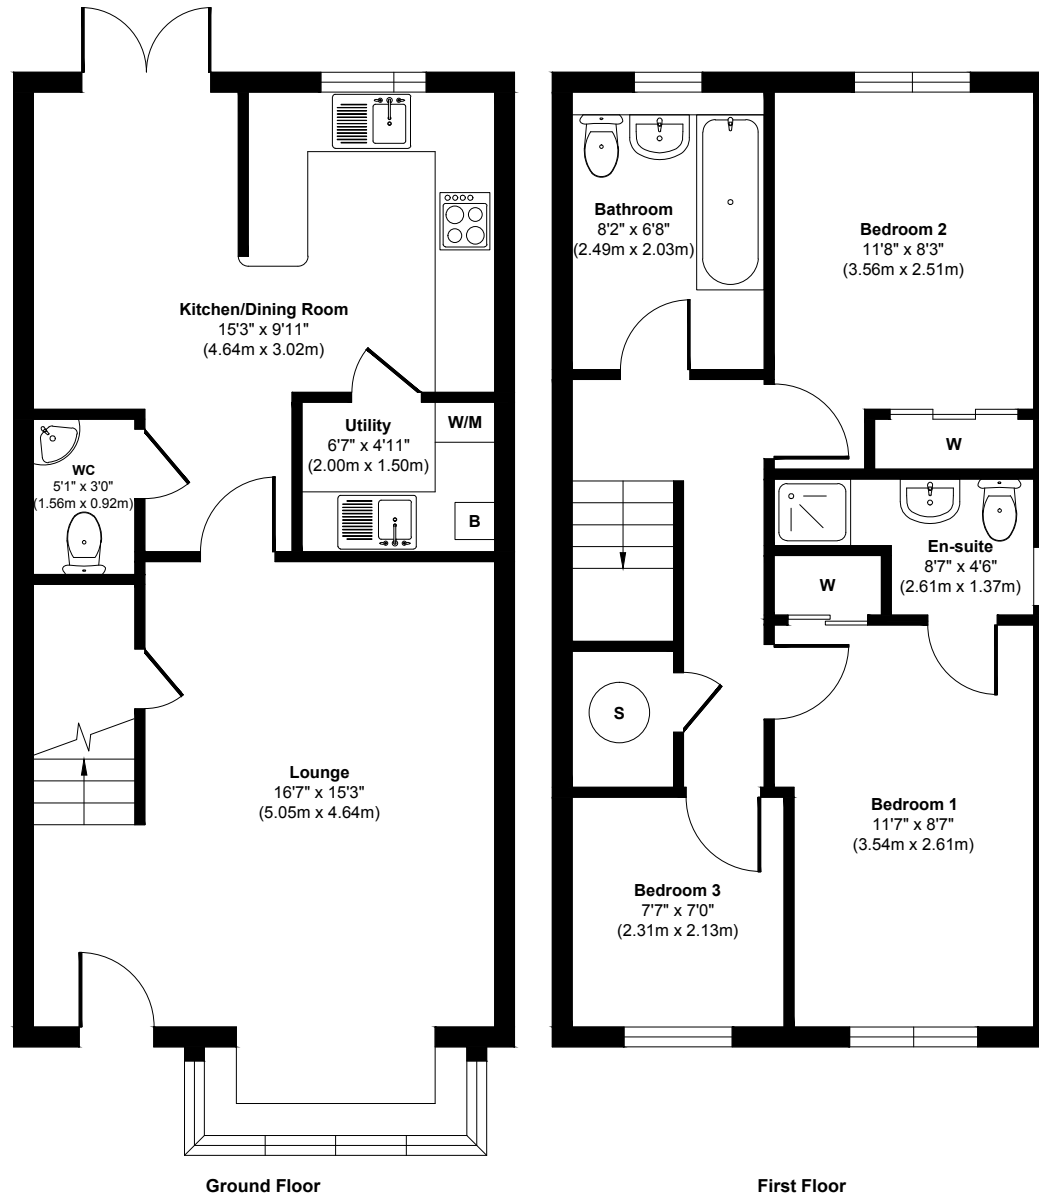 Kitchen/Dining Room
15'3" x 9'11"
(4.64m x 3.02m)
Utility
6'7" x 4'11"
(2.00m x 1.50m)
W/M
B
WC
5'1" x 3'0"
(1.56m x 0.92m)
Lounge
16'7" x 15'3"
(5.05m x 4.64m)
Ground Floor
Bathroom
8'2" x 6'8"
(2.49m x 2.03m)
Bedroom 2
11'8" x 8'3"
(3.56m x 2.51m)
W
En-suite
8'7" x 4'6"
(2.61m x 1.37m)
W
S
Bedroom 1
11'7" x 8'7"
(3.54m x 2.61m)
Bedroom 3
7'7" x 7'0"
(2.31m x 2.13m)
First Floor